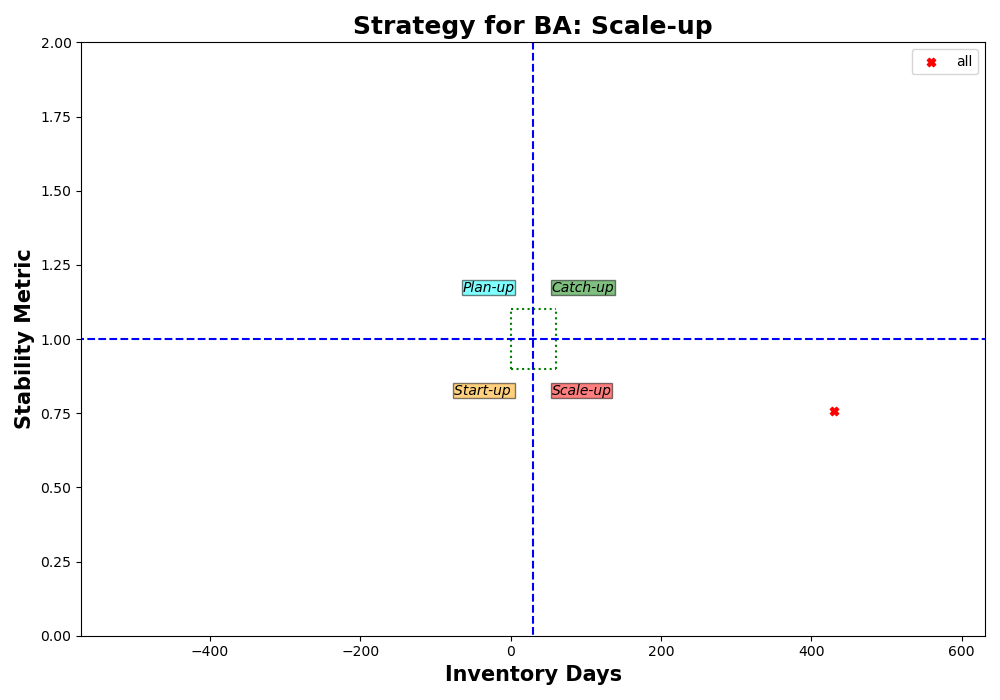 Strategy for BA: Scale-up
all
2.00
1.75
1.50
1.25
1.00
0.75
0.50
0.25
0.00
Stability Metric
Plan-up
Catch-up
Start-up
Scale-up
−400
−200
0
200
400
600
Inventory Days